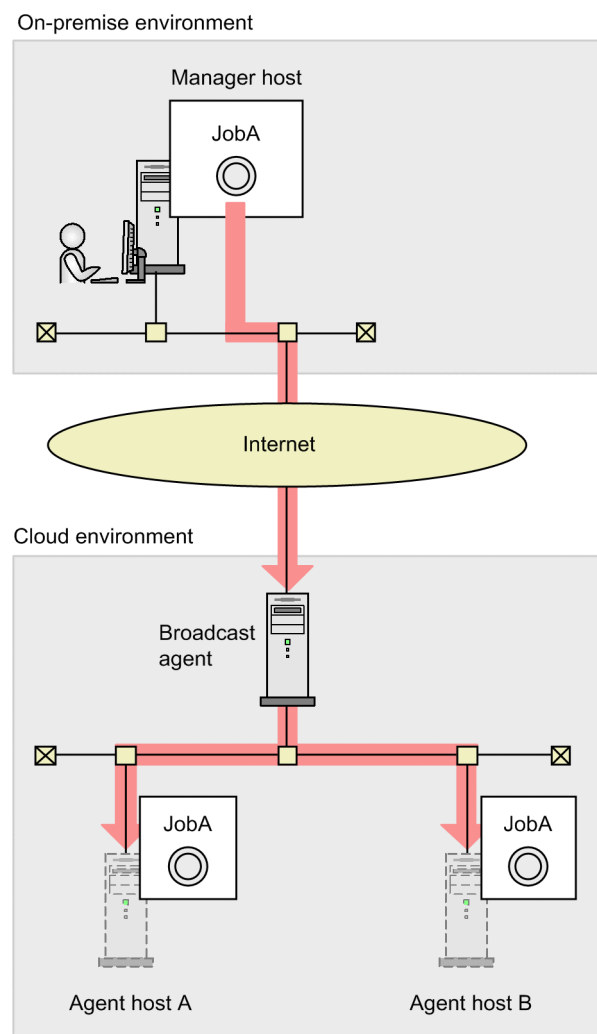 On-premise environment
Manager host
JobA
Internet
Cloud environment
Broadcast
agent
JobA
JobA
Agent host A
Agent host B